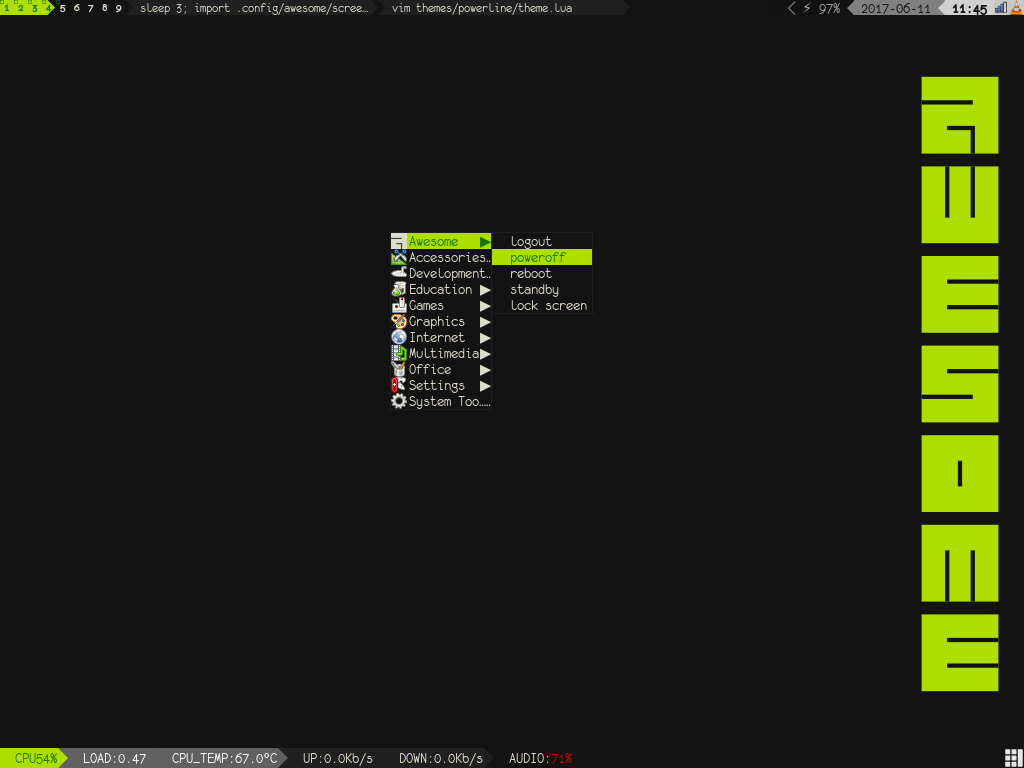 1 2 3 4 5 6 7 8 9 sleep 3; import .config/awesome/scree… vim themes/powerline/theme.lua 97% 2017-06-11 11:45
Awesome
Accessories…
Development…
Education
Games
Graphics
Internet
Multimedia
Office
Settings
System Too……
logout
poweroff
reboot
standby
lock screen
A
W
E
S
O
M
E
CPU54% LOAD:0.47 CPU_TEMP:67.0ºC UP:0.0Kb/s DOWN:0.0Kb/s AUDIO:71%